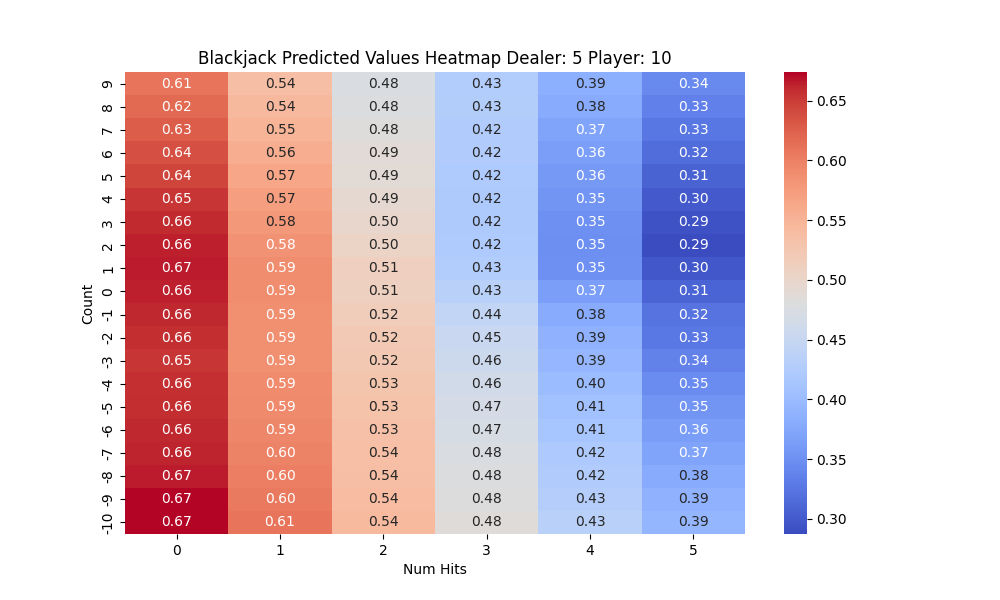 Blackjack Predicted Values Heatmap Dealer: 5 Player: 10
9 0.61 0.54 0.48 0.43 0.39 0.34
8 0.62 0.54 0.48 0.43 0.38 0.33
7 0.63 0.55 0.48 0.42 0.37 0.33
6 0.64 0.56 0.49 0.42 0.36 0.32
5 0.64 0.57 0.49 0.42 0.36 0.31
4 0.65 0.57 0.49 0.42 0.35 0.30
3 0.66 0.58 0.50 0.42 0.35 0.29
2 0.66 0.58 0.50 0.42 0.35 0.29
1 0.67 0.59 0.51 0.43 0.35 0.30
0 0.66 0.59 0.51 0.43 0.37 0.31
-1 0.66 0.59 0.52 0.44 0.38 0.32
-2 0.66 0.59 0.52 0.45 0.39 0.33
-3 0.65 0.59 0.52 0.46 0.39 0.34
-4 0.66 0.59 0.53 0.46 0.40 0.35
-5 0.66 0.59 0.53 0.47 0.41 0.35
-6 0.66 0.59 0.53 0.47 0.41 0.36
-7 0.66 0.60 0.54 0.48 0.42 0.37
-8 0.67 0.60 0.54 0.48 0.42 0.38
-9 0.67 0.60 0.54 0.48 0.43 0.39
-10 0.67 0.61 0.54 0.48 0.43 0.39
0 1 2 3 4 5
Num Hits
Count
0.65
0.60
0.55
0.50
0.45
0.40
0.35
0.30